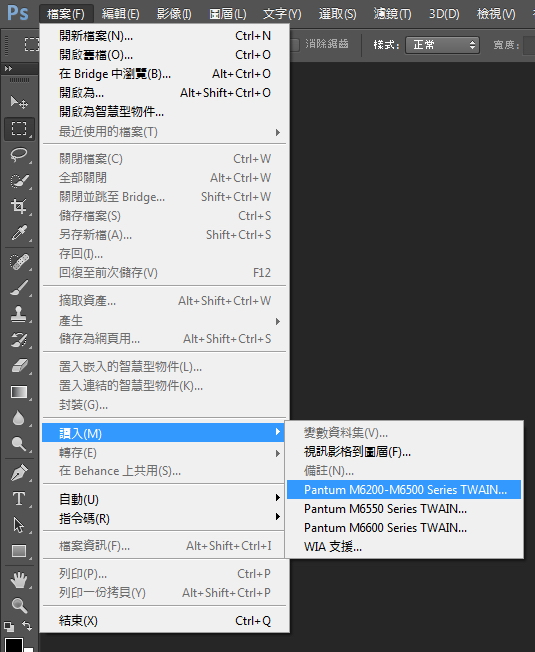 Ps 檔案(F) 編輯(E) 影像(I) 圖層(L) 文字(Y) 選取(S) 濾鏡(T) 3D(D) 檢視(V)
消除鋸齒 樣式： 正常 寬度：
開新檔案(N)... Ctrl+N
開啟舊檔(O)... Ctrl+O
在 Bridge 中瀏覽(B)... Alt+Ctrl+O
開啟為... Alt+Shift+Ctrl+O
開啟為智慧型物件...
最近使用的檔案(T)
關閉檔案(C) Ctrl+W
全部關閉 Alt+Ctrl+W
關閉並跳至 Bridge... Shift+Ctrl+W
儲存檔案(S) Ctrl+S
另存新檔(A)... Shift+Ctrl+S
存回(I)...
回復至前次儲存(V) F12
摘取資產... Alt+Shift+Ctrl+W
產生
儲存為網頁用... Alt+Shift+Ctrl+S
置入嵌入的智慧型物件(L)...
置入連結的智慧型物件(K)...
封裝(G)...
讀入(M)
轉存(E)
在 Behance 上共用(S)...
自動(U)
指令碼(R)
檔案資訊(F)... Alt+Shift+Ctrl+I
列印(P)... Ctrl+P
列印一份拷貝(Y) Alt+Shift+Ctrl+P
結束(X) Ctrl+Q
變數資料集(V)...
視訊影格到圖層(F)...
備註(N)...
Pantum M6200-M6500 Series TWAIN...
Pantum M6550 Series TWAIN...
Pantum M6600 Series TWAIN...
WIA 支援...